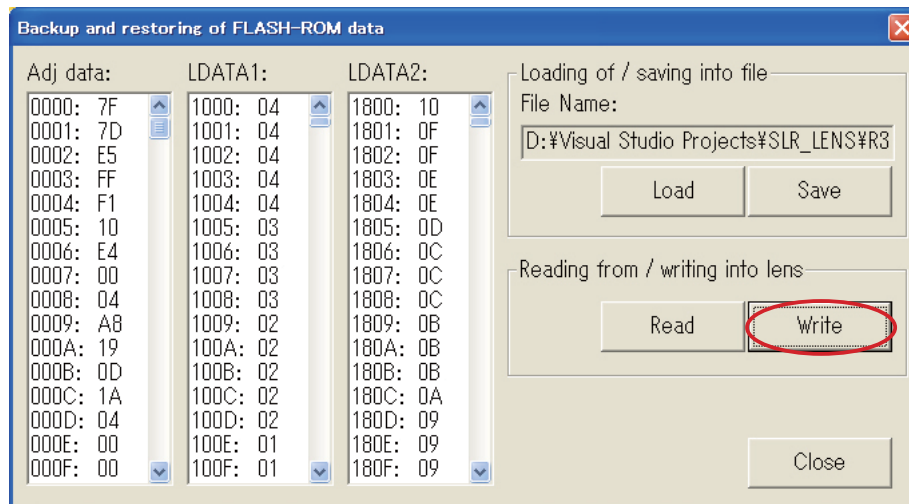 Backup and restoring of FLASH-ROM data
Adj data:
0000: 7F
0001: 7D
0002: E5
0003: FF
0004: F1
0005: 10
0006: E4
0007: 00
0008: 04
0009: A8
000A: 19
000B: 0D
000C: 1A
000D: 04
000E: 00
000F: 00
LDATA1:
1000: 04
1001: 04
1002: 04
1003: 04
1004: 04
1005: 03
1006: 03
1007: 03
1008: 03
1009: 02
100A: 02
100B: 02
100C: 02
100D: 02
100E: 01
100F: 01
LDATA2:
1800: 10
1801: 0F
1802: 0F
1803: 0E
1804: 0E
1805: 0D
1806: 0C
1807: 0C
1808: 0C
1809: 0B
180A: 0B
180B: 0B
180C: 0A
180D: 09
180E: 09
180F: 09
Loading of / saving into file
File Name:
D:¥Visual Studio Projects¥SLR_LENS¥R3
Load
Save
Reading from / writing into lens
Read
Write
Close